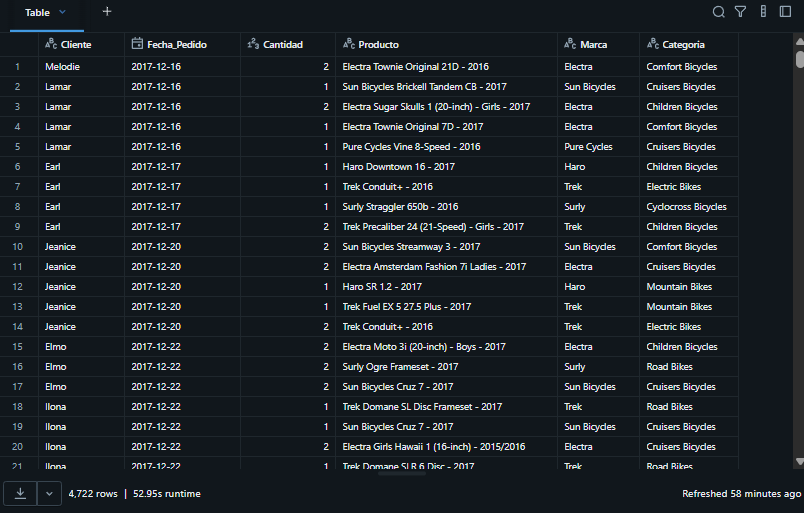 Table +
Cliente Fecha_Pedido Cantidad Producto Marca Categoria
1 Melodie 2017-12-16 2 Electra Townie Original 21D - 2016 Electra Comfort Bicycles
2 Lamar 2017-12-16 1 Sun Bicycles Brickell Tandem CB - 2017 Sun Bicycles Cruisers Bicycles
3 Lamar 2017-12-16 2 Electra Sugar Skulls 1 (20-inch) - Girls - 2017 Electra Children Bicycles
4 Lamar 2017-12-16 1 Electra Townie Original 7D - 2017 Electra Comfort Bicycles
5 Lamar 2017-12-16 1 Pure Cycles Vine 8-Speed - 2016 Pure Cycles Cruisers Bicycles
6 Earl 2017-12-17 1 Haro Downtown 16 - 2017 Haro Children Bicycles
7 Earl 2017-12-17 1 Trek Conduit+ - 2016 Trek Electric Bikes
8 Earl 2017-12-17 1 Surly Straggler 650b - 2016 Surly Cyclocross Bicycles
9 Earl 2017-12-17 2 Trek Precaliber 24 (21-Speed) - Girls - 2017 Trek Children Bicycles
10 Jeanice 2017-12-20 2 Sun Bicycles Streamway 3 - 2017 Sun Bicycles Comfort Bicycles
11 Jeanice 2017-12-20 2 Electra Amsterdam Fashion 7i Ladies - 2017 Electra Cruisers Bicycles
12 Jeanice 2017-12-20 1 Haro SR 1.2 - 2017 Haro Mountain Bikes
13 Jeanice 2017-12-20 1 Trek Fuel EX 5 27.5 Plus - 2017 Trek Mountain Bikes
14 Jeanice 2017-12-20 2 Trek Conduit+ - 2016 Trek Electric Bikes
15 Elmo 2017-12-22 2 Electra Moto 3i (20-inch) - Boys - 2017 Electra Children Bicycles
16 Elmo 2017-12-22 2 Surly Ogre Frameset - 2017 Surly Road Bikes
17 Elmo 2017-12-22 2 Sun Bicycles Cruz 7 - 2017 Sun Bicycles Cruisers Bicycles
18 Ilona 2017-12-22 1 Trek Domane SL Disc Frameset - 2017 Trek Road Bikes
19 Ilona 2017-12-22 1 Sun Bicycles Cruz 7 - 2017 Sun Bicycles Cruisers Bicycles
20 Ilona 2017-12-22 2 Electra Girls Hawaii 1 (16-inch) - 2015/2016 Electra Cruisers Bicycles
21 Ilona 2017-12-22 1 Trek Domane SLR 6 Disc - 2017 Trek Road Bikes
4,722 rows | 52.95s runtime Refreshed 58 minutes ago